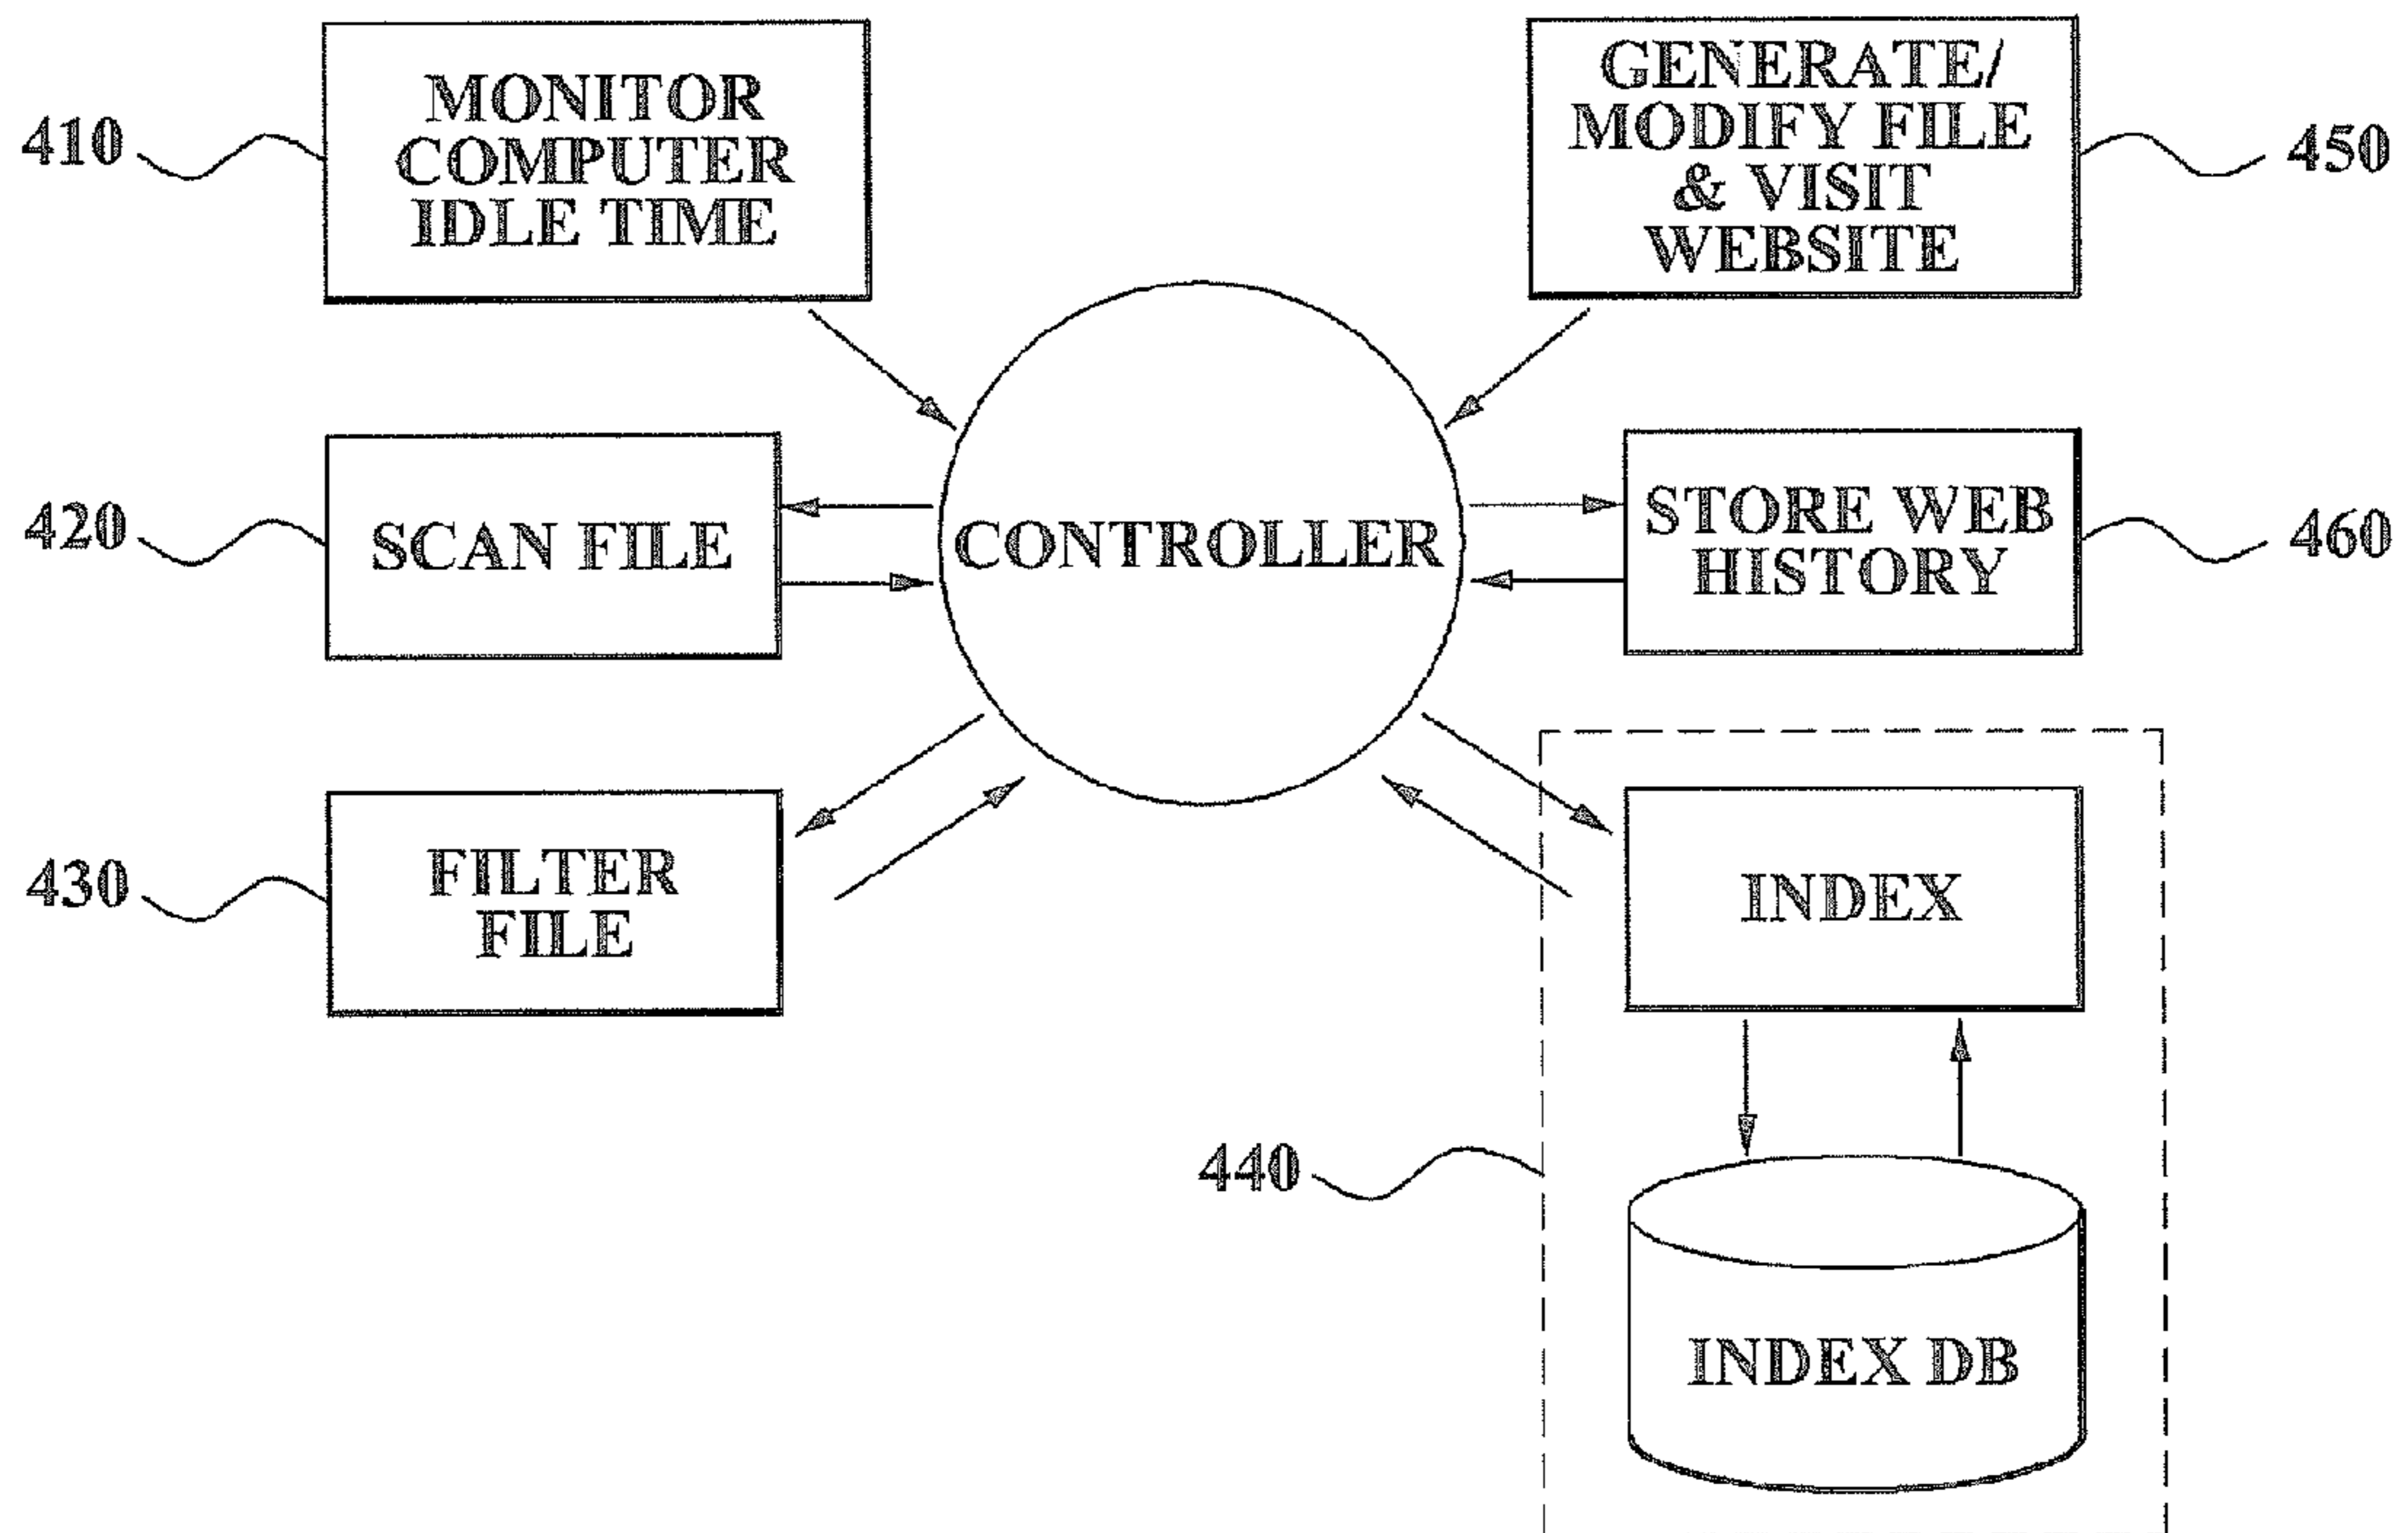 410
MONITOR
COMPUTER
IDLE TIME
GENERATE/
MODIFY FILE
& VISIT
WEBSITE
450
420
SCAN FILE
CONTROLLER
STORE WEB
HISTORY
460
430
FILTER
FILE
INDEX
440
INDEX DB